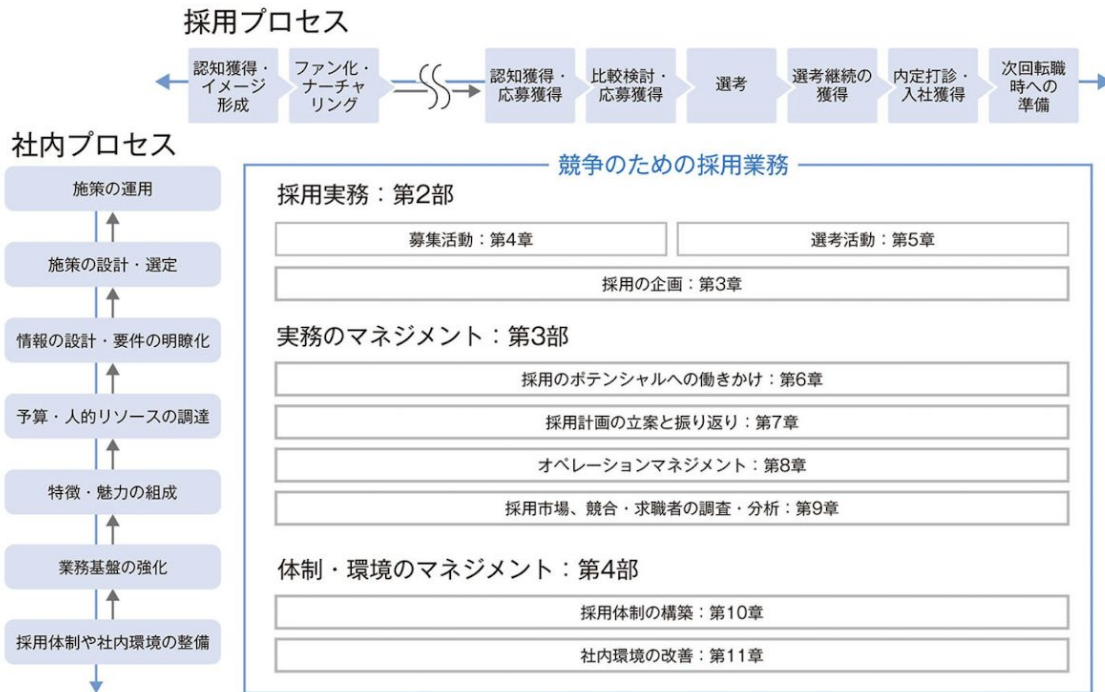 採用プロセス
認知獲得・
イメージ
形成
ファン化・
ナーチャ
リング
認知獲得・
応募獲得
比較検討・
応募獲得
選考
選考継続の
獲得
内定打診・
入社獲得
次回転職
時への
準備
社内プロセス
施策の運用
施策の設計・選定
情報の設計・要件の明瞭化
予算・人的リソースの調達
特徴・魅力の組成
業務基盤の強化
採用体制や社内環境の整備
競争のための採用業務
採用実務：第2部
募集活動：第4章
選考活動：第5章
採用の企画：第3章
実務のマネジメント：第3部
採用のポテンシャルへの働きかけ：第6章
採用計画の立案と振り返り：第7章
オペレーションマネジメント：第8章
採用市場、競合・求職者の調査・分析：第9章
体制・環境のマネジメント：第4部
採用体制の構築：第10章
社内環境の改善：第11章